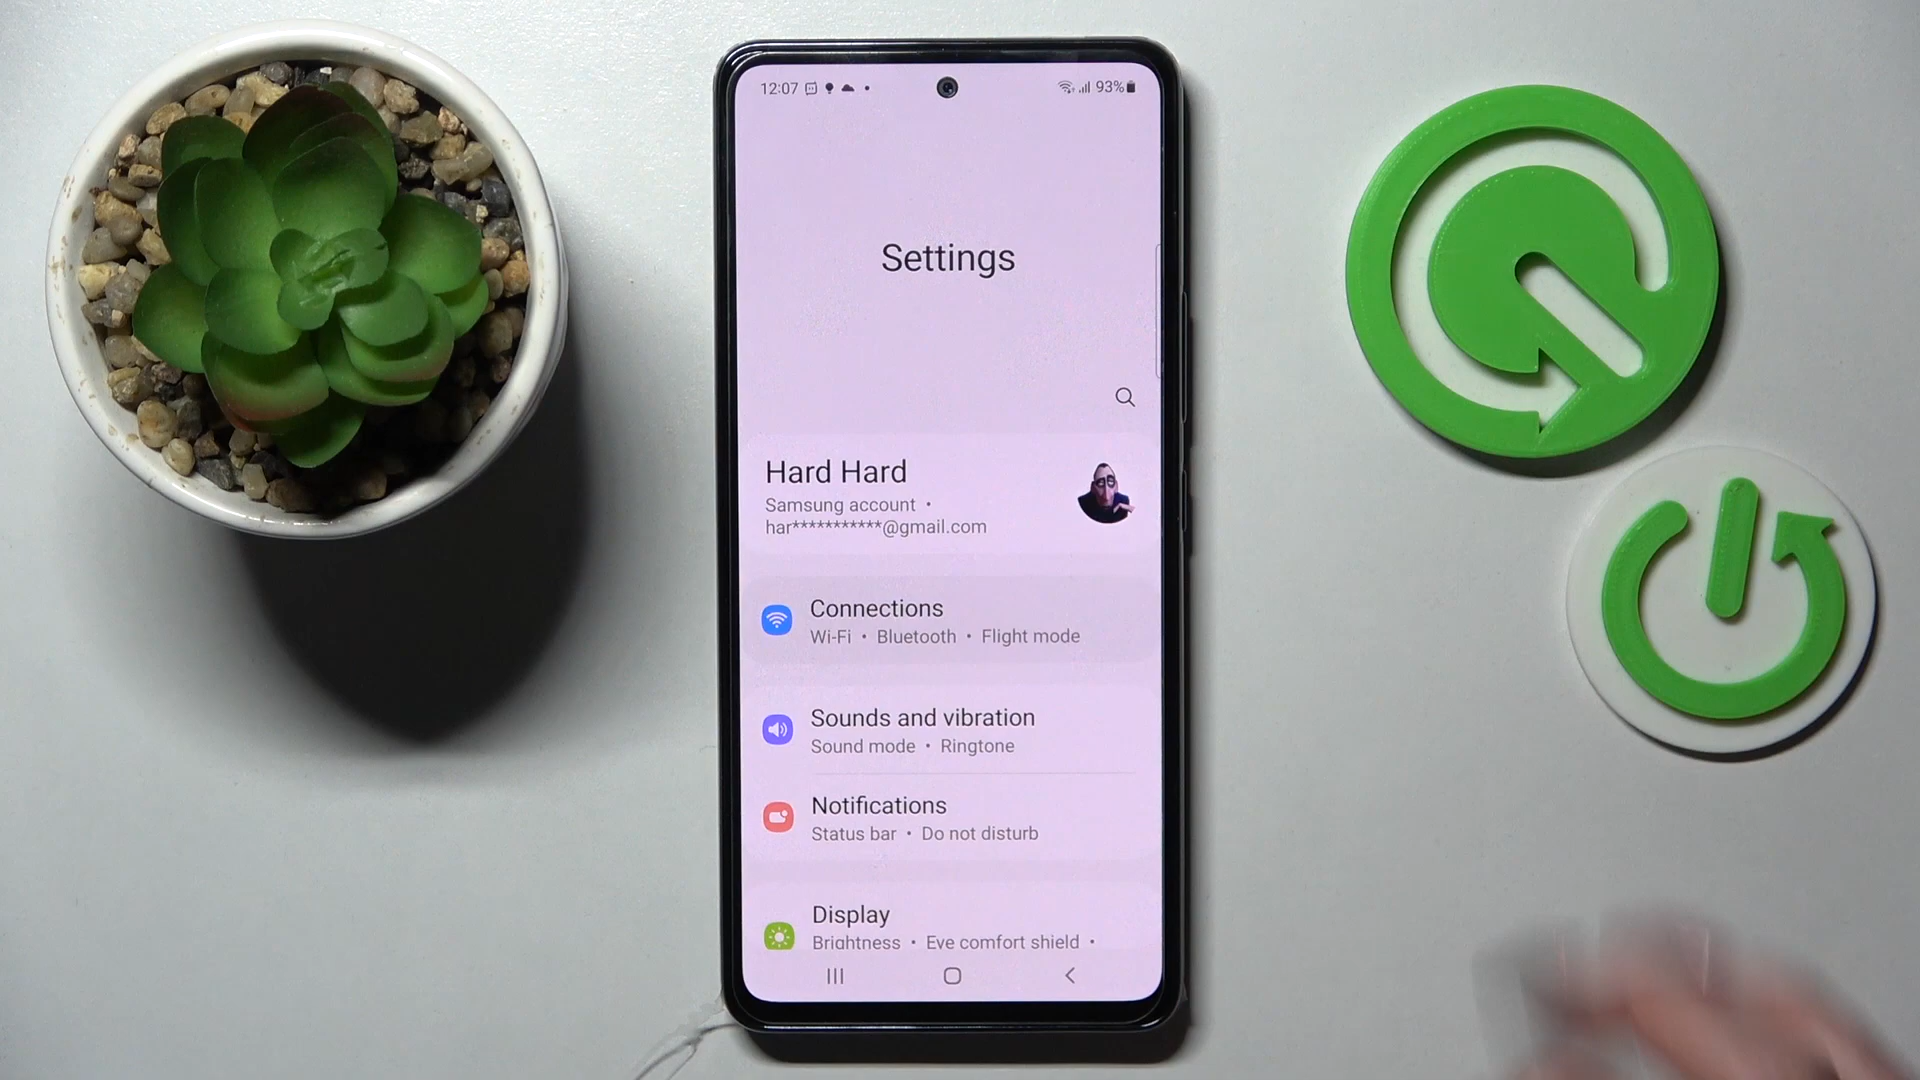 12:07
93%
Settings
Hard Hard
Samsung account •
har***********@gmail.com
Connections
Wi-Fi • Bluetooth • Flight mode
Sounds and vibration
Sound mode • Ringtone
Notifications
Status bar • Do not disturb
Display
Brightness • Eye comfort shield •